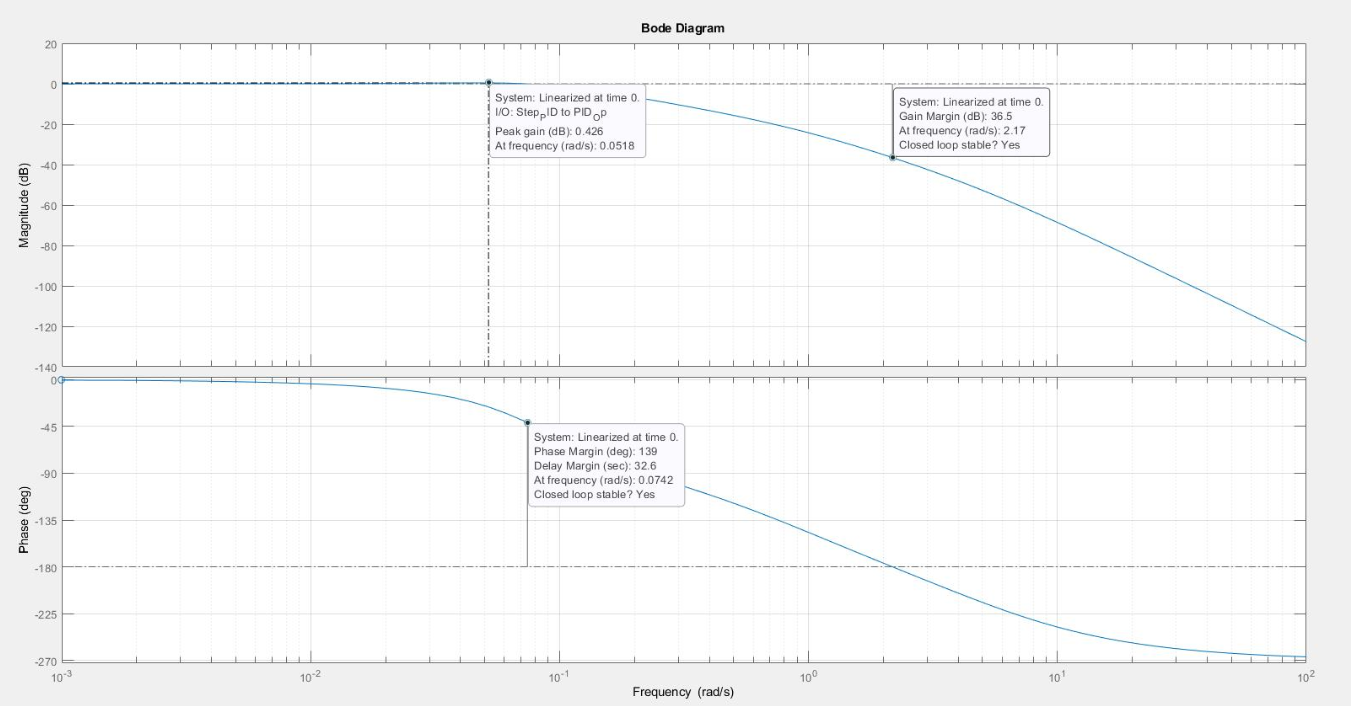 Bode Diagram
20
0
-20
-40
-60
-80
-100
-120
-140
Magnitude (dB)
System: Linearized at time 0.
I/O: Step_PID to PID_Op
Peak gain (dB): 0.426
At frequency (rad/s): 0.0518
System: Linearized at time 0.
Gain Margin (dB): 36.5
At frequency (rad/s): 2.17
Closed loop stable? Yes
0
-45
-90
-135
-180
-225
-270
Phase (deg)
System: Linearized at time 0.
Phase Margin (deg): 139
Delay Margin (sec): 32.6
At frequency (rad/s): 0.0742
Closed loop stable? Yes
10^-3
10^-2
10^-1
10^0
10^1
10^2
Frequency (rad/s)